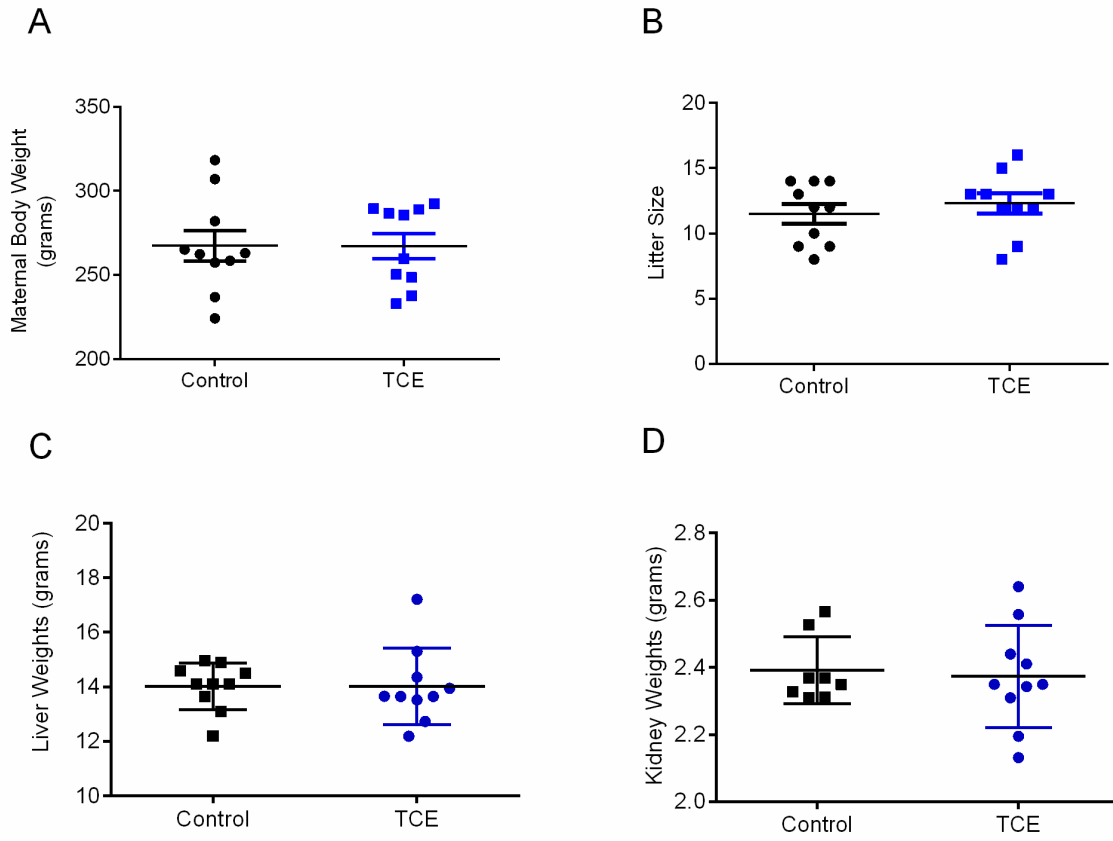 A
Maternal Body Weight
(grams)
350
300
250
200
Control
TCE
B
Litter Size
20
15
10
5
0
Control
TCE
C
Liver Weights (grams)
20
18
16
14
12
10
Control
TCE
D
Kidney Weights (grams)
2.8
2.6
2.4
2.2
2.0
Control
TCE